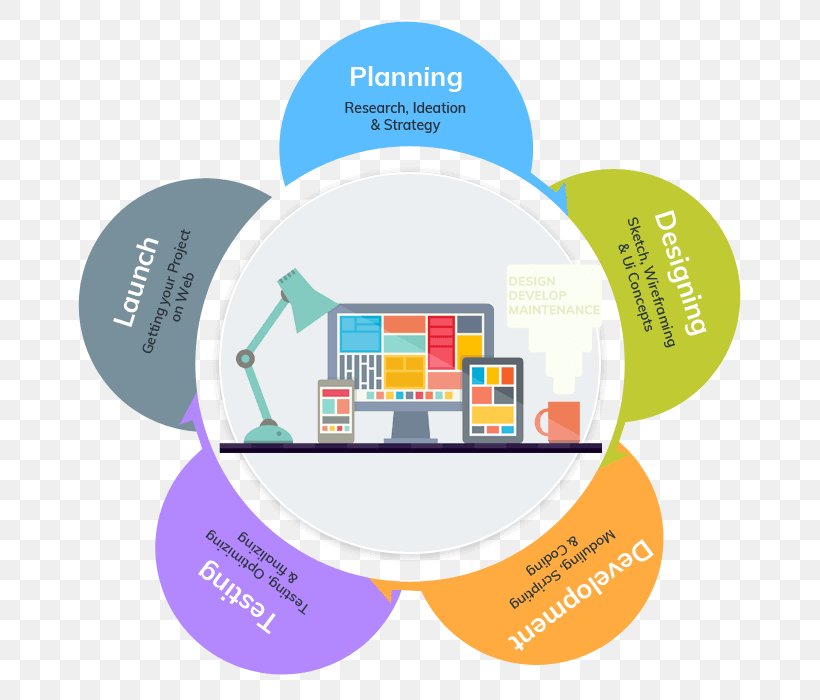 Planning
Research, Ideation
& Strategy
Designing
Sketch, Wireframing
& Ui Concepts
Development
Moduling, Scripting
& Coding
Testing
Testing, Optimizing
& finalizing
Launch
Getting your Project
on Web
DESIGN
DEVELOP
MAINTENANCE